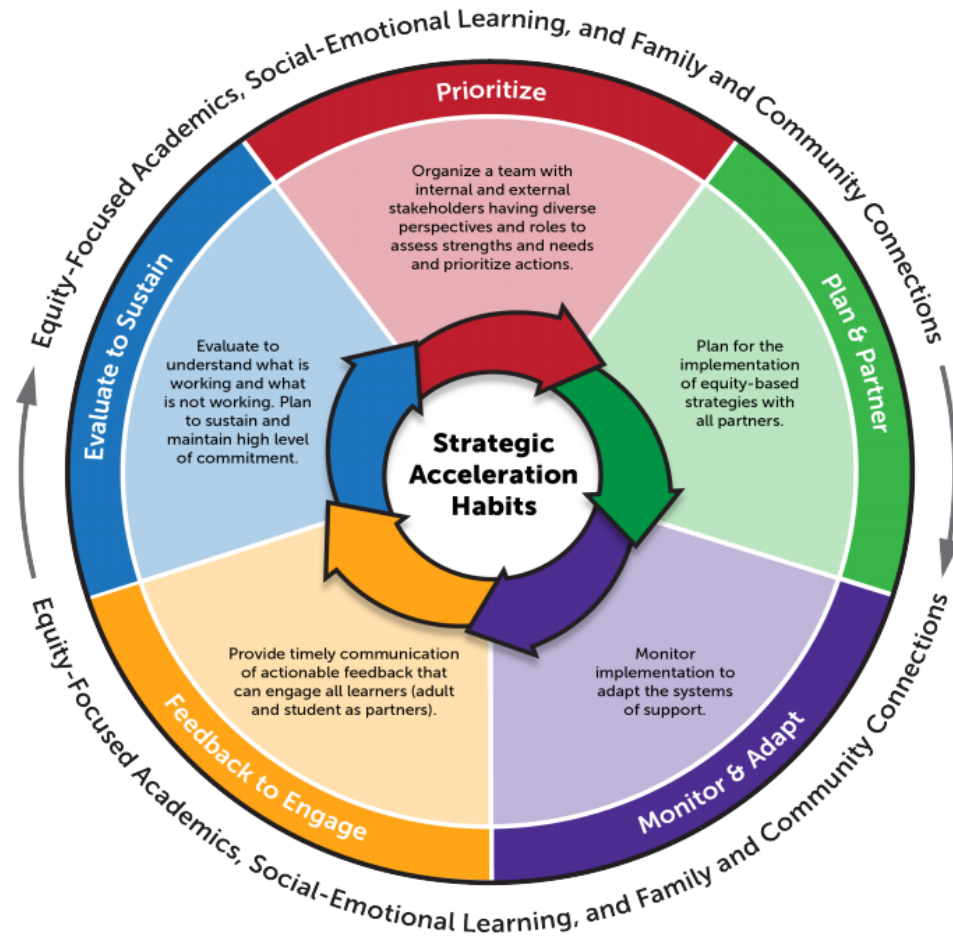 Equity-Focused Academics, Social-Emotional Learning, and Family and Community Connections
Prioritize
Organize a team with
internal and external
stakeholders having diverse
perspectives and roles to
assess strengths and needs
and prioritize actions.
Plan & Partner
Plan for the
implementation
of equity-based
strategies with
all partners.
Monitor & Adapt
Monitor
implementation to
adapt the systems
of support.
Feedback to Engage
Provide timely communication
of actionable feedback that
can engage all learners (adult
and student as partners).
Evaluate to Sustain
Evaluate to
understand what is
working and what
is not working. Plan
to sustain and
maintain high level
of commitment.
Strategic
Acceleration
Habits
Equity-Focused Academics, Social-Emotional Learning, and Family and Community Connections